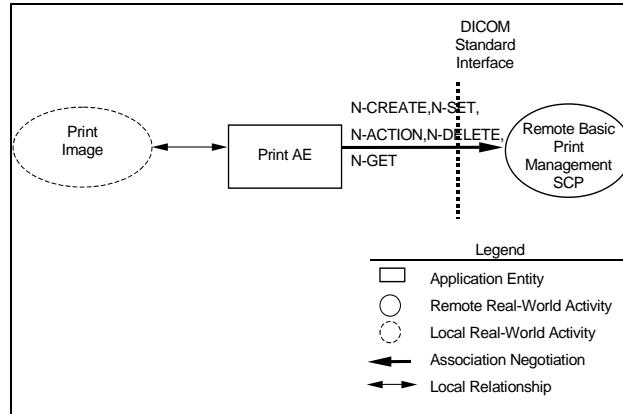 DICOM
Standard
Interface
N-CREATE,N-SET,
N-ACTION,N-DELETE,
N-GET
Print
Image
Print AE
Remote Basic
Print
Management
SCP
Legend
Application Entity
Remote Real-World Activity
Local Real-World Activity
Association Negotiation
Local Relationship